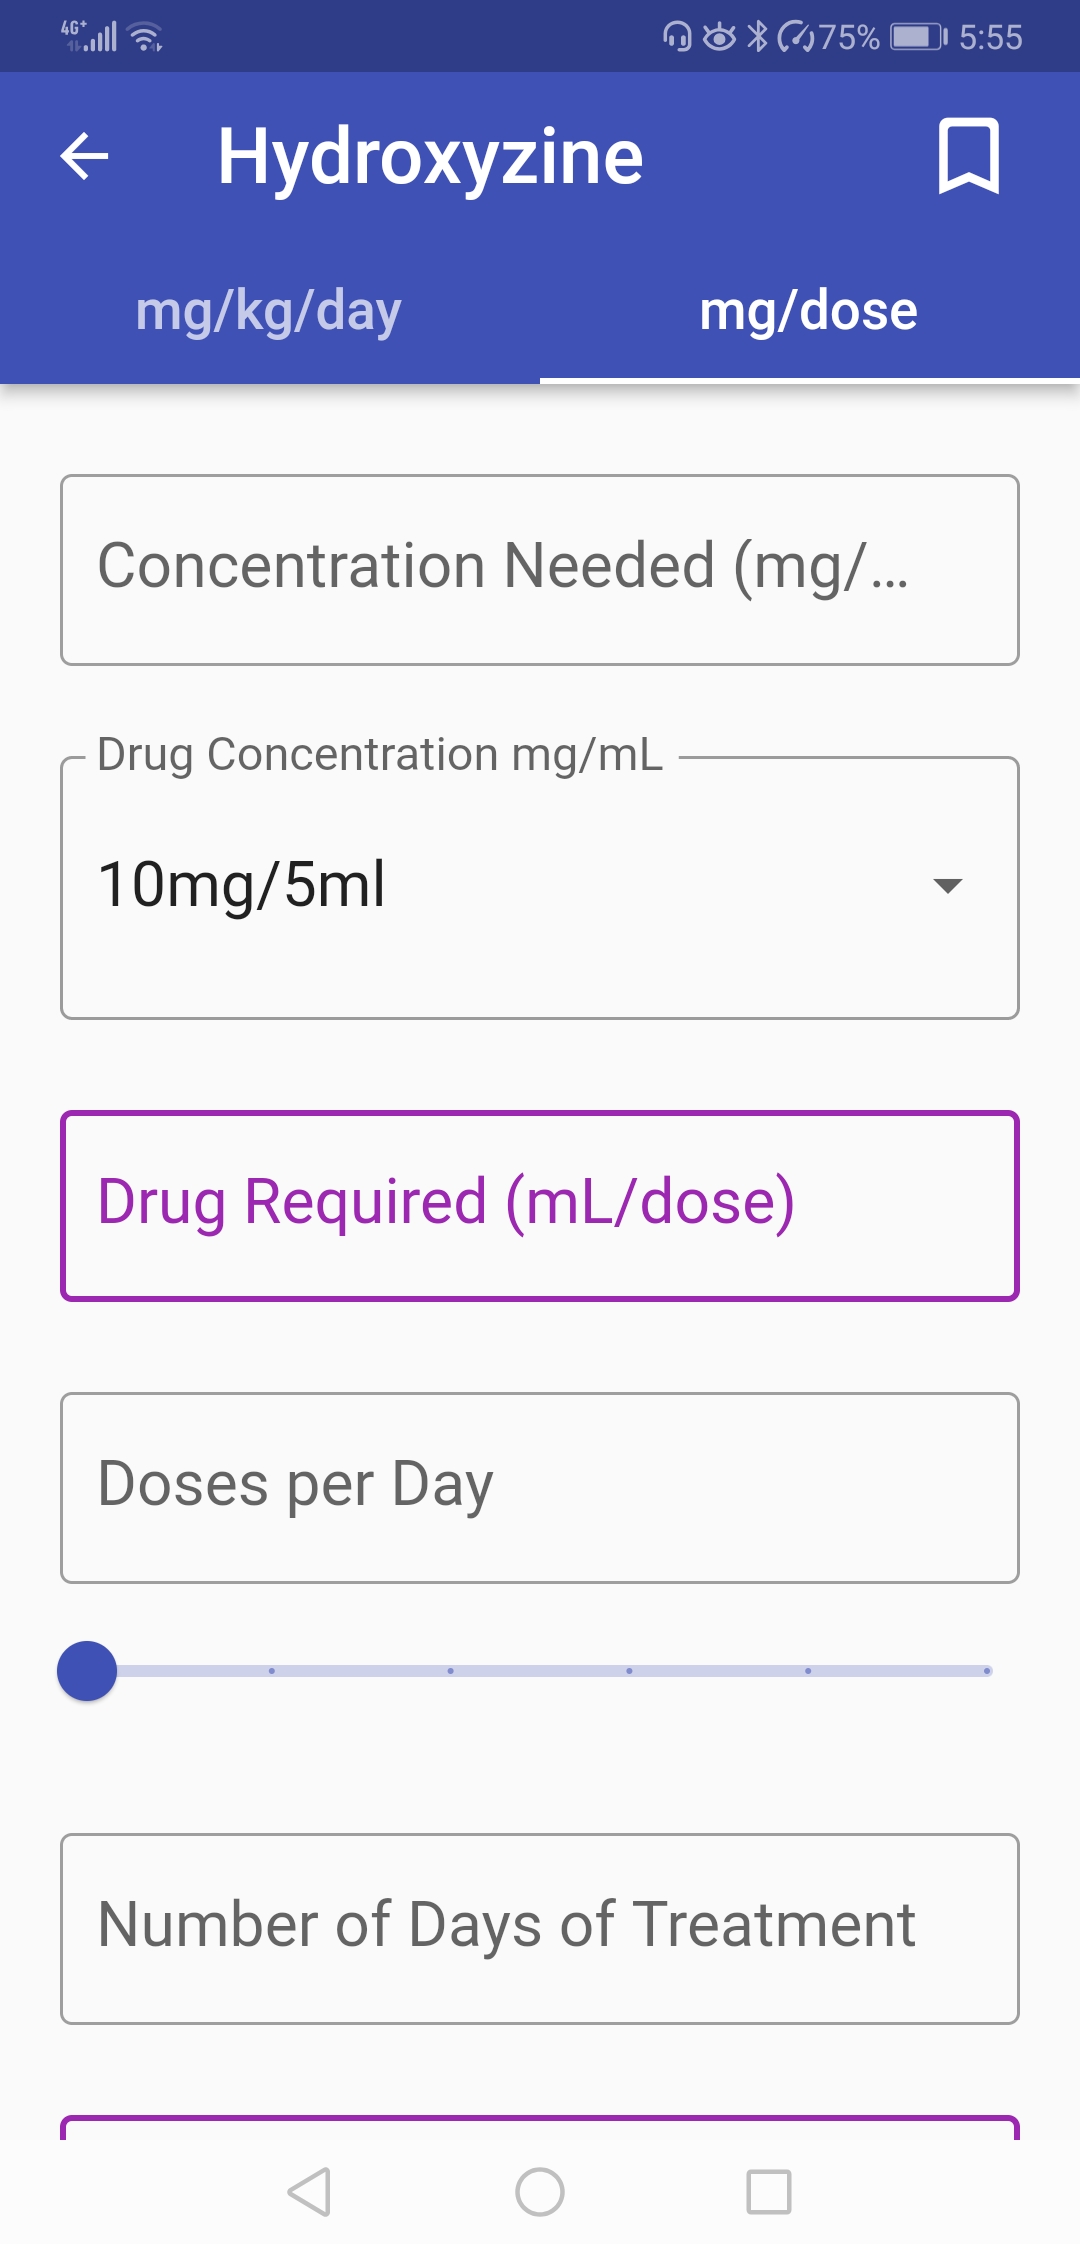 4G+ 75% 5:55
Hydroxyzine
mg/kg/day mg/dose
Concentration Needed (mg/...
Drug Concentration mg/mL
10mg/5ml
Drug Required (mL/dose)
Doses per Day
Number of Days of Treatment